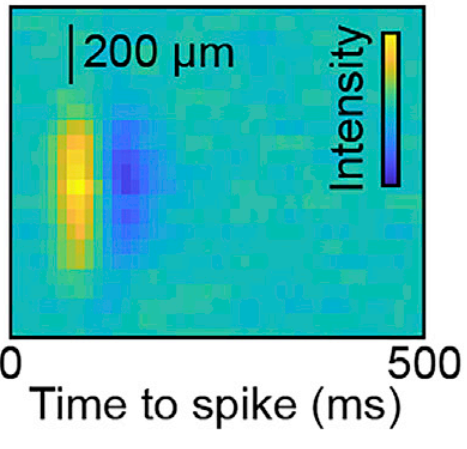 200 µm
Intensity
0
500
Time to spike (ms)